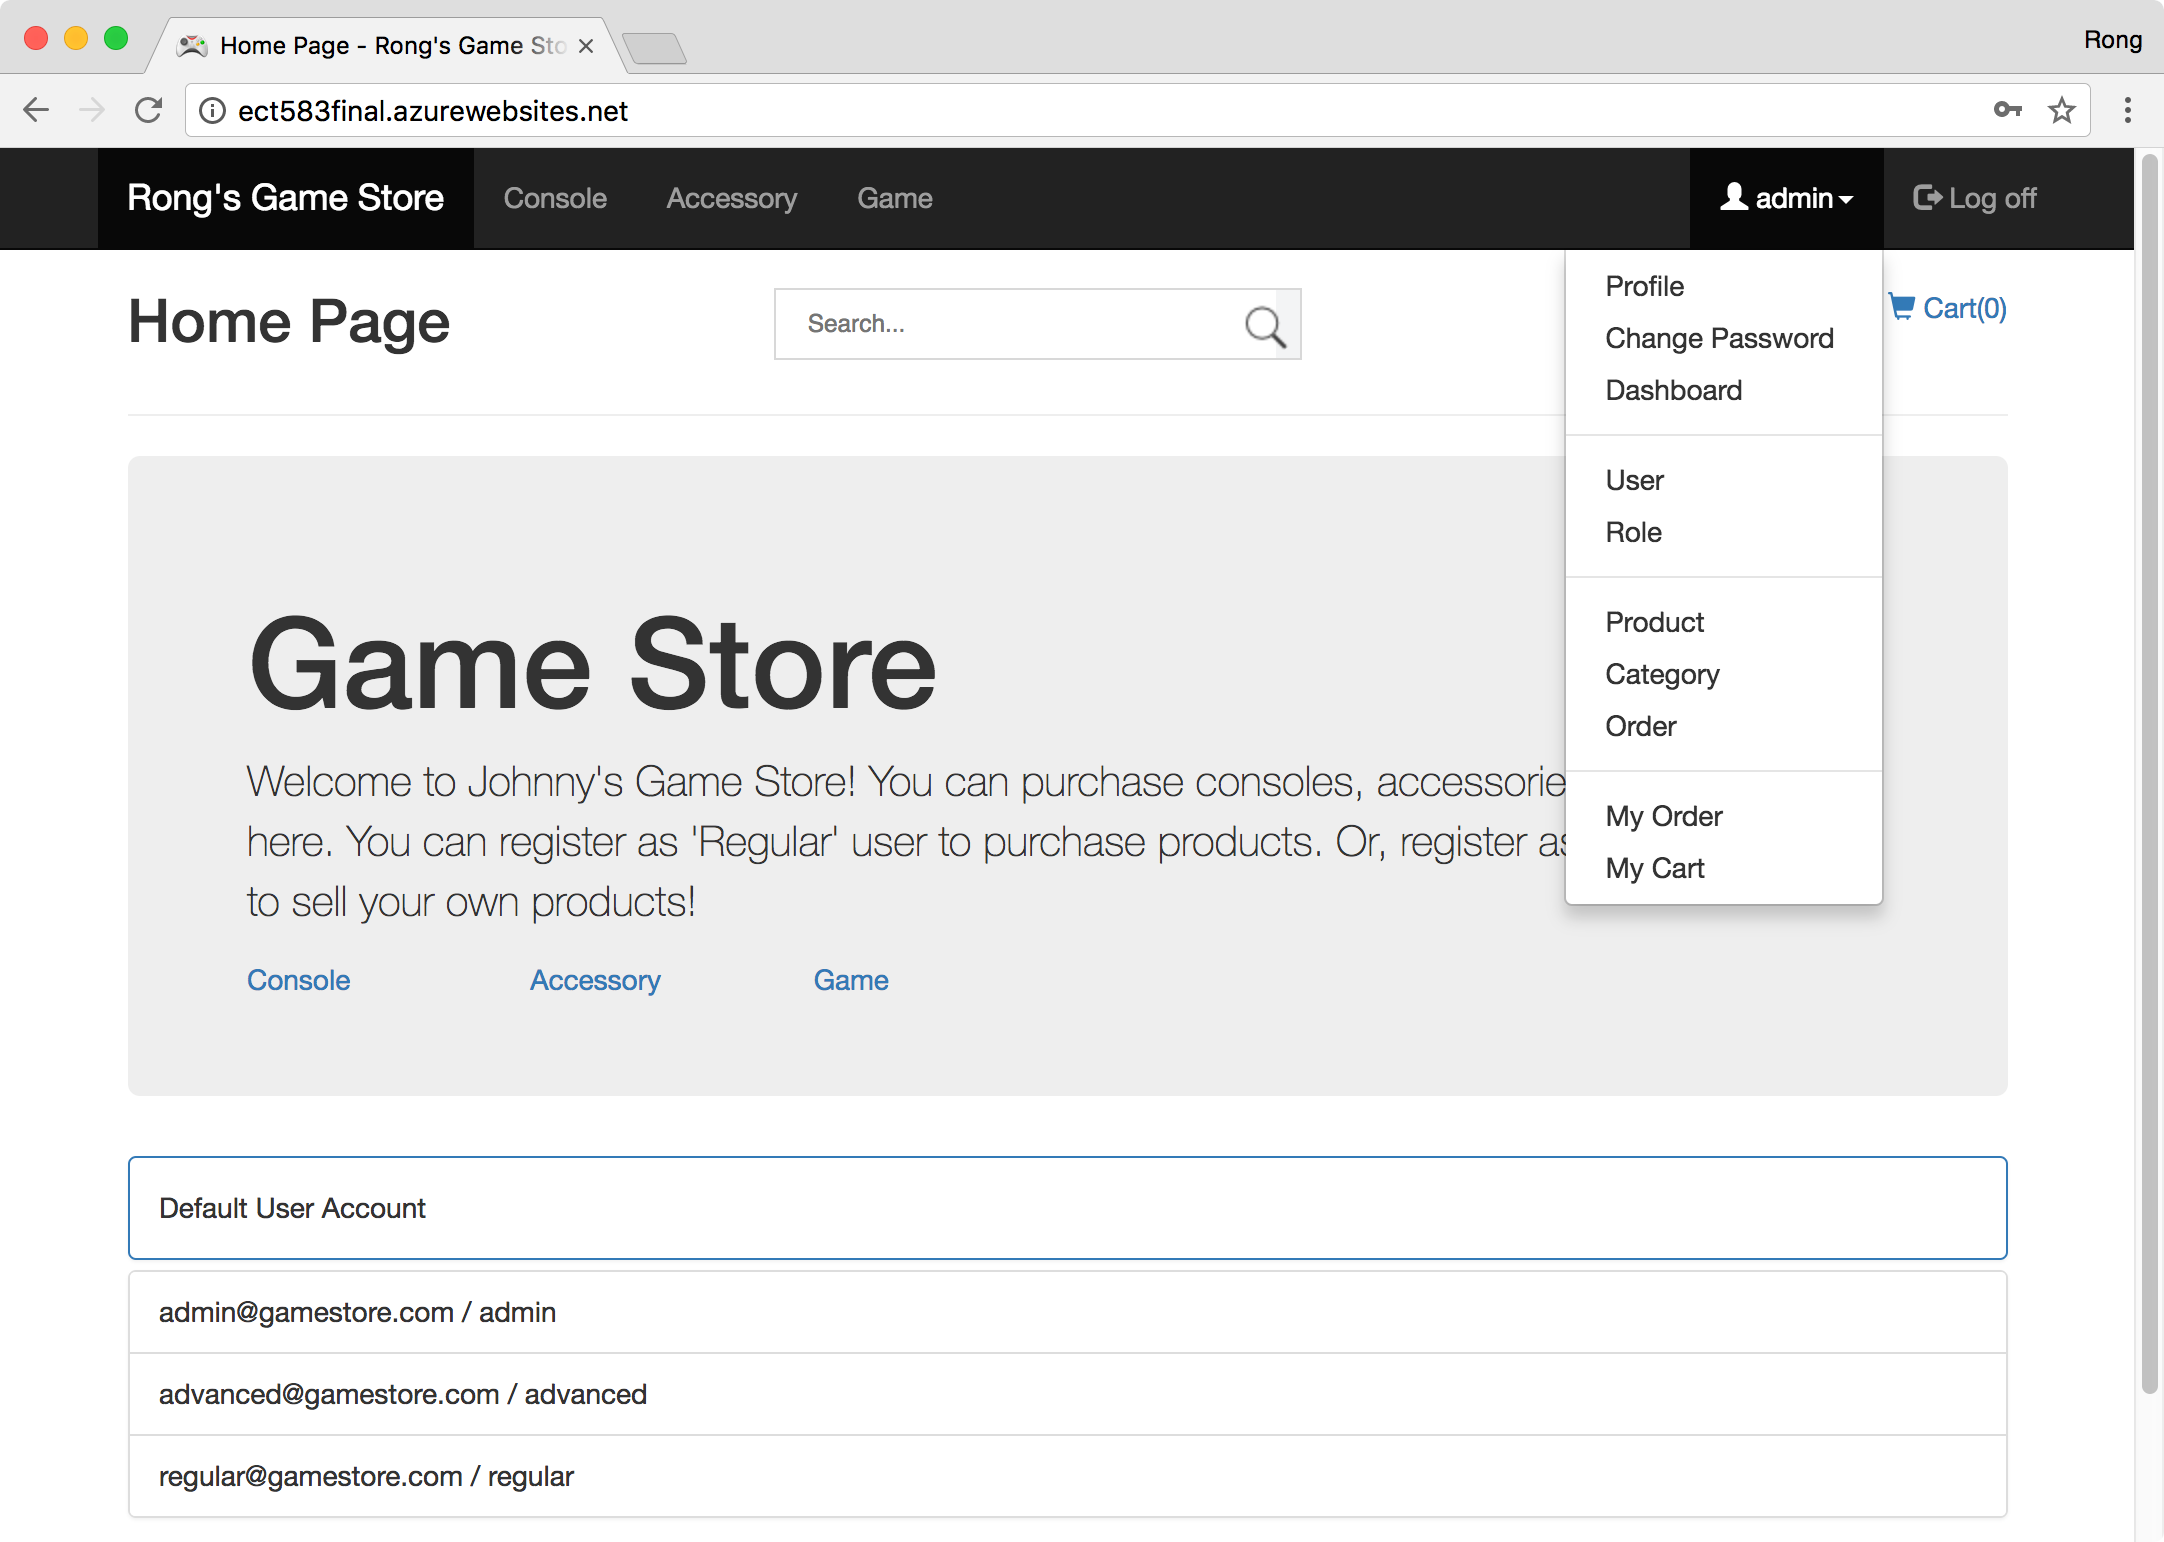 Home Page - Rong's Game Sto
Rong
ect583final.azurewebsites.net
Rong's Game Store Console Accessory Game admin Log off
Home Page
Search...
Cart(0)
Profile
Change Password
Dashboard
User
Role
Product
Category
Order
My Order
My Cart
Game Store
Welcome to Johnny's Game Store! You can purchase consoles, accessorie
here. You can register as 'Regular' user to purchase products. Or, register as
to sell your own products!
Console Accessory Game
Default User Account
admin@gamestore.com / admin
advanced@gamestore.com / advanced
regular@gamestore.com / regular